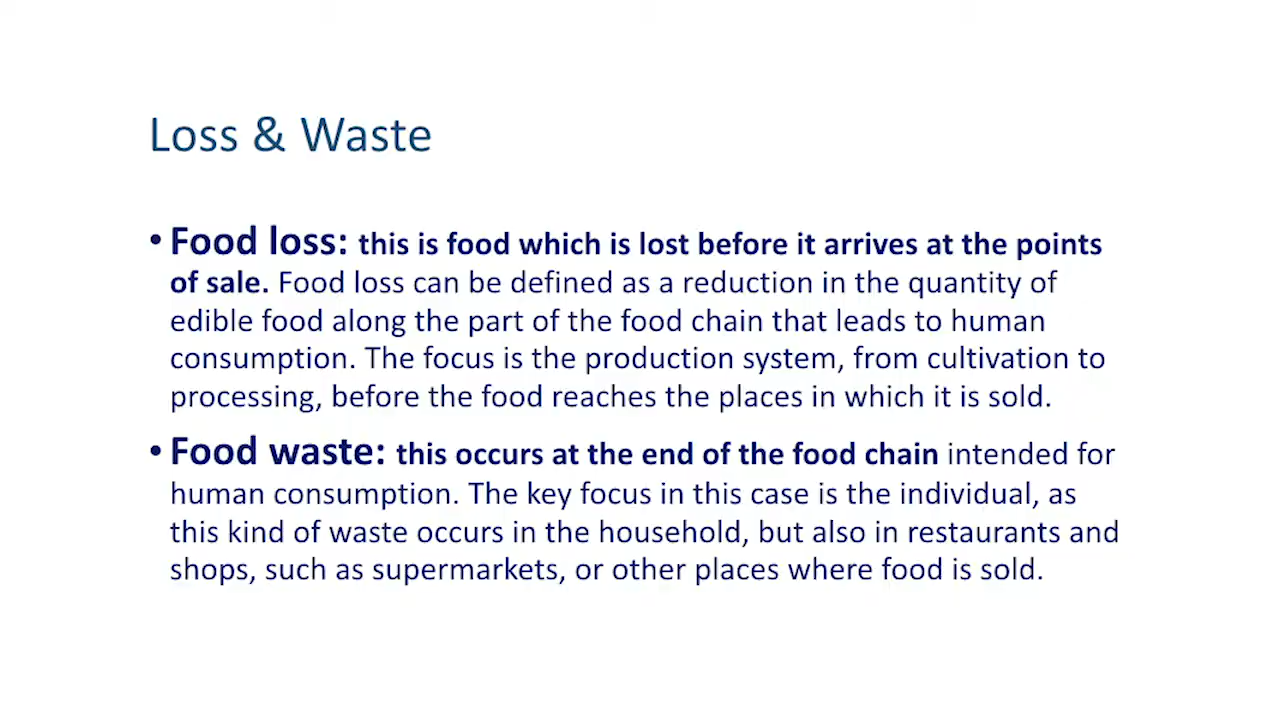 Loss & Waste
• Food loss: this is food which is lost before it arrives at the points
of sale. Food loss can be defined as a reduction in the quantity of
edible food along the part of the food chain that leads to human
consumption. The focus is the production system, from cultivation to
processing, before the food reaches the places in which it is sold.
• Food waste: this occurs at the end of the food chain intended for
human consumption. The key focus in this case is the individual, as
this kind of waste occurs in the household, but also in restaurants and
shops, such as supermarkets, or other places where food is sold.